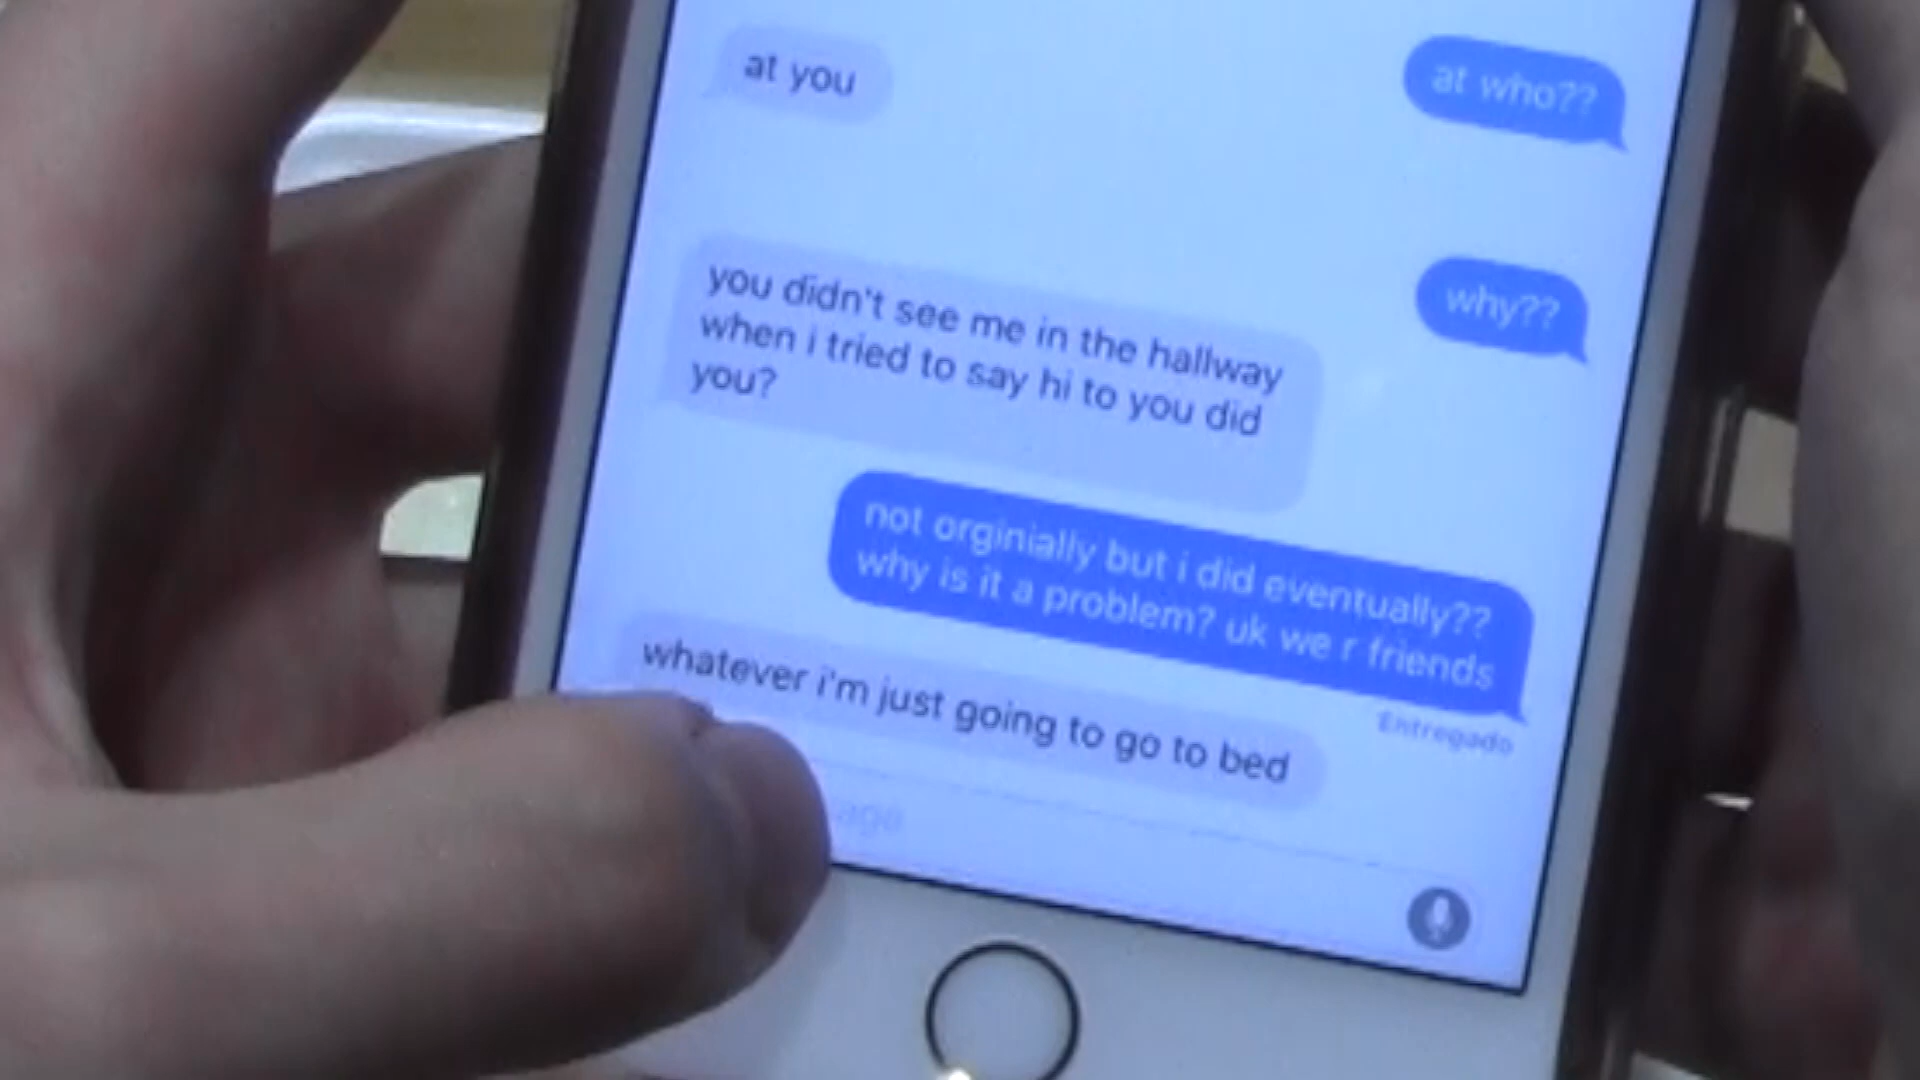 at who??
at you
why??
you didn't see me in the hallway
when i tried to say hi to you did
you?
not orginially but i did eventually??
why is it a problem? uk we r friends
Entregado
whatever i'm just going to go to bed